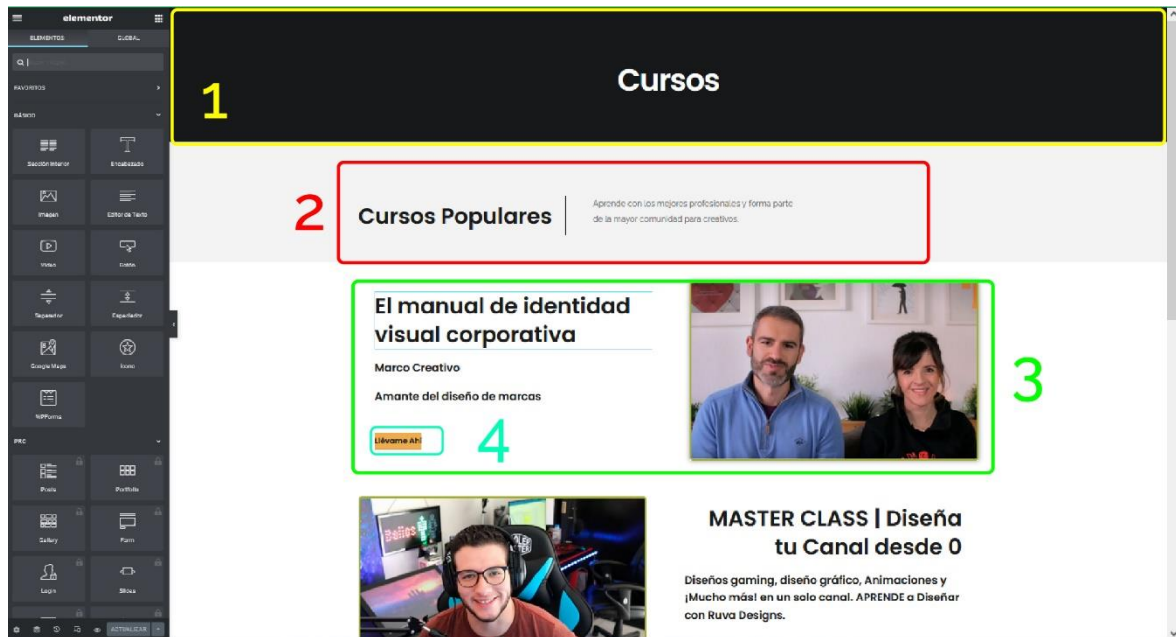 elementor
ELEMENTOS
GLOBAL
FAVORITOS
BÁSICO
Sección Interior
Encabezado
Imagen
Editor de Texto
Video
Botón
Separador
Espaciador
Google Maps
Icono
WPForms
PRO
Posts
Portfolio
Gallery
Form
Login
Slides
ACTUALIZAR
1
Cursos
2
Cursos Populares
Aprende con los mejores profesionales y forma parte
de la mayor comunidad para creativos.
El manual de identidad
visual corporativa
Marco Creativo
Amante del diseño de marcas
Llévame Ahí
4
3
MASTER CLASS | Diseña
tu Canal desde 0
Diseños gaming, diseño gráfico, Animaciones y
¡Mucho más! en un solo canal. APRENDE a Diseñar
con Ruva Designs.